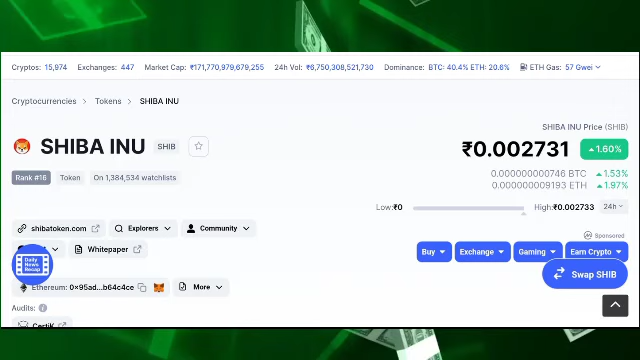 Cryptos: 15,974 Exchanges: 447 Market Cap: ₹171,770,979,679,255 24h Vol: ₹6,750,308,521,730 Dominance: BTC: 40.4% ETH: 20.6% ETH Gas: 57 Gwei
Cryptocurrencies > Tokens > SHIBA INU
SHIBA INU Price (SHIB)
SHIBA INU SHIB ₹0.002731 1.60%
0.000000000746 BTC 1.53%
Rank #16 Token On 1,384,534 watchlists
0.000000009193 ETH 1.97%
Low:₹0 High:₹0.002733 24h
shibatoken.com Explorers Community
Sponsored
Whitepaper Buy Exchange Gaming Earn Crypto
Daily
News
Recap
Swap SHIB
Ethereum: 0x95ad...b64c4ce More
Audits:
CertiK